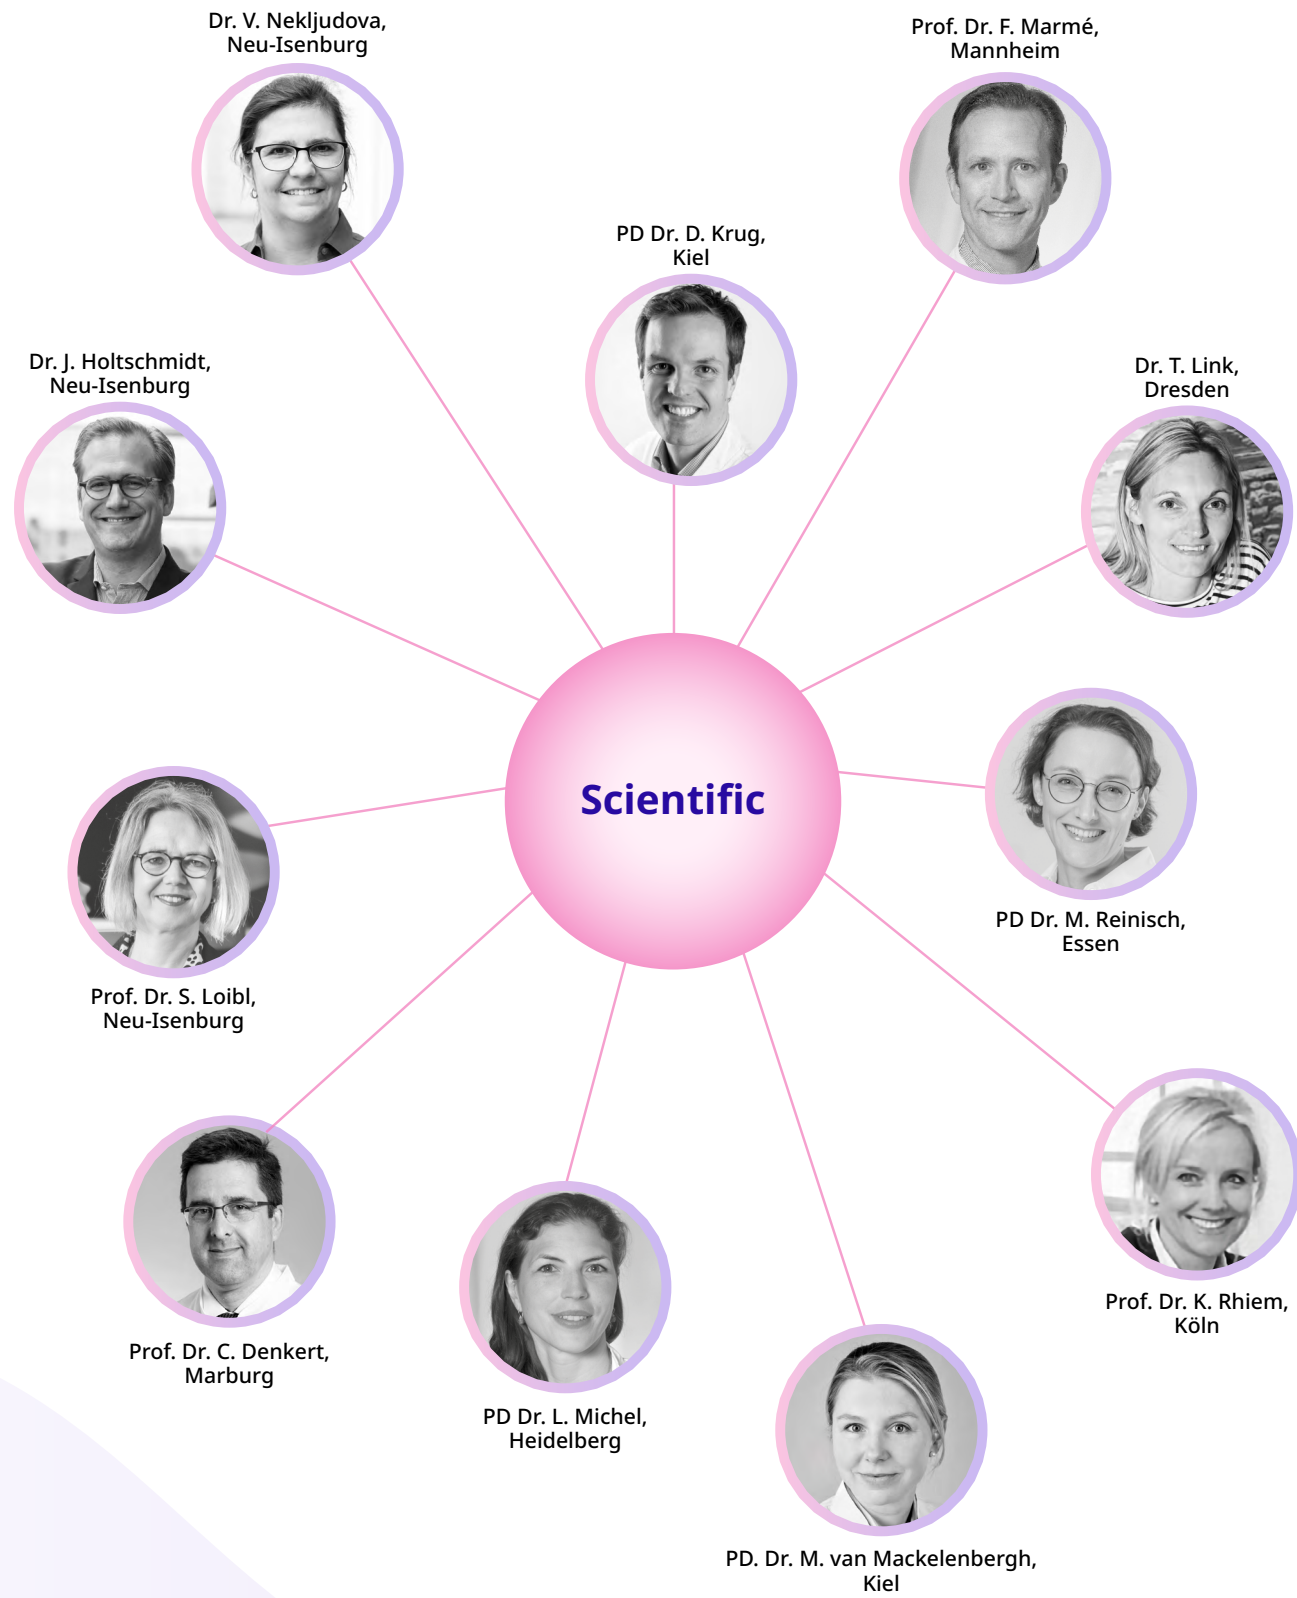 Dr. V. Nekljudova,
Neu-Isenburg
Prof. Dr. F. Marmé,
Mannheim
PD Dr. D. Krug,
Kiel
Dr. J. Holtschmidt,
Neu-Isenburg
Dr. T. Link,
Dresden
Scientific
PD Dr. M. Reinisch,
Essen
Prof. Dr. S. Loibl,
Neu-Isenburg
Prof. Dr. K. Rhiem,
Köln
Prof. Dr. C. Denkert,
Marburg
PD Dr. L. Michel,
Heidelberg
PD. Dr. M. van Mackelenbergh,
Kiel